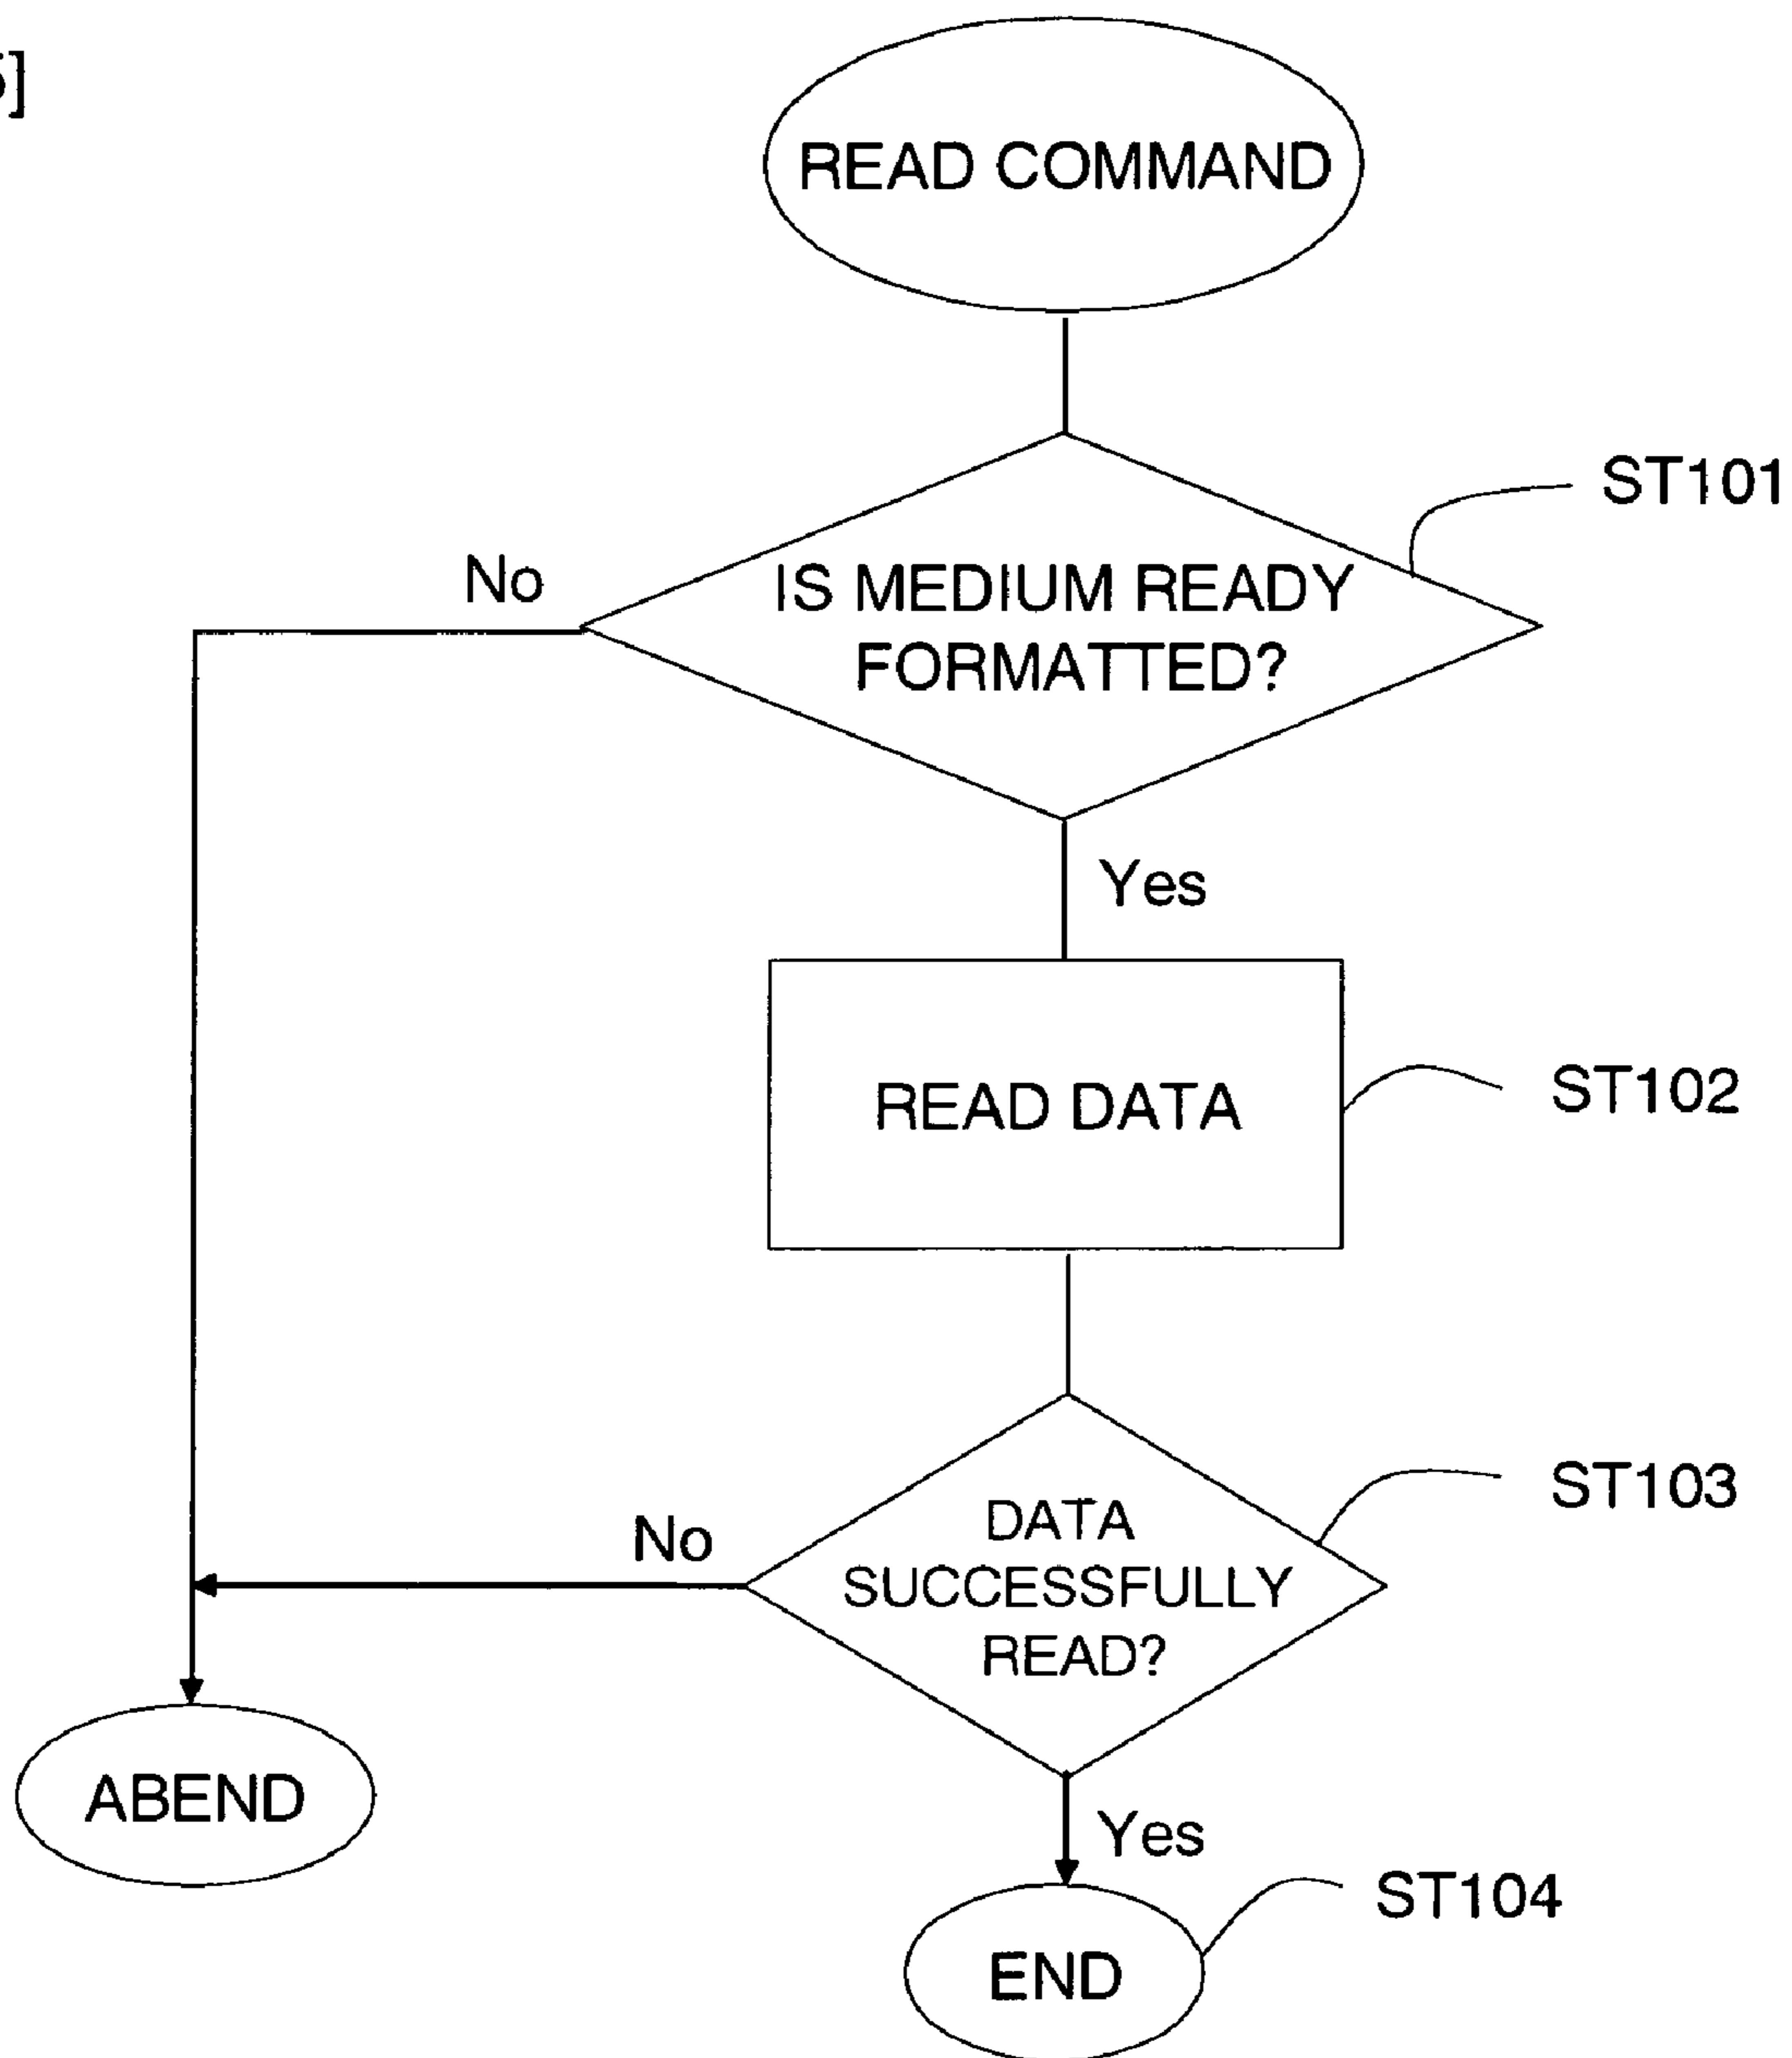 5]
READ COMMAND
ST101
No
IS MEDIUM READY
FORMATTED?
Yes
READ DATA
ST102
ST103
No
DATA
SUCCESSFULLY
READ?
ABEND
Yes
ST104
END